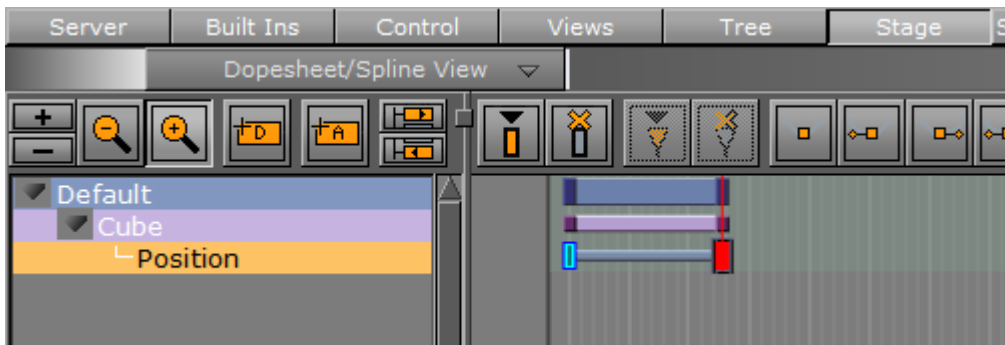 Server Built Ins Control Views Tree Stage S
Dopesheet/Spline View
+ D A
−
Default
Cube
Position